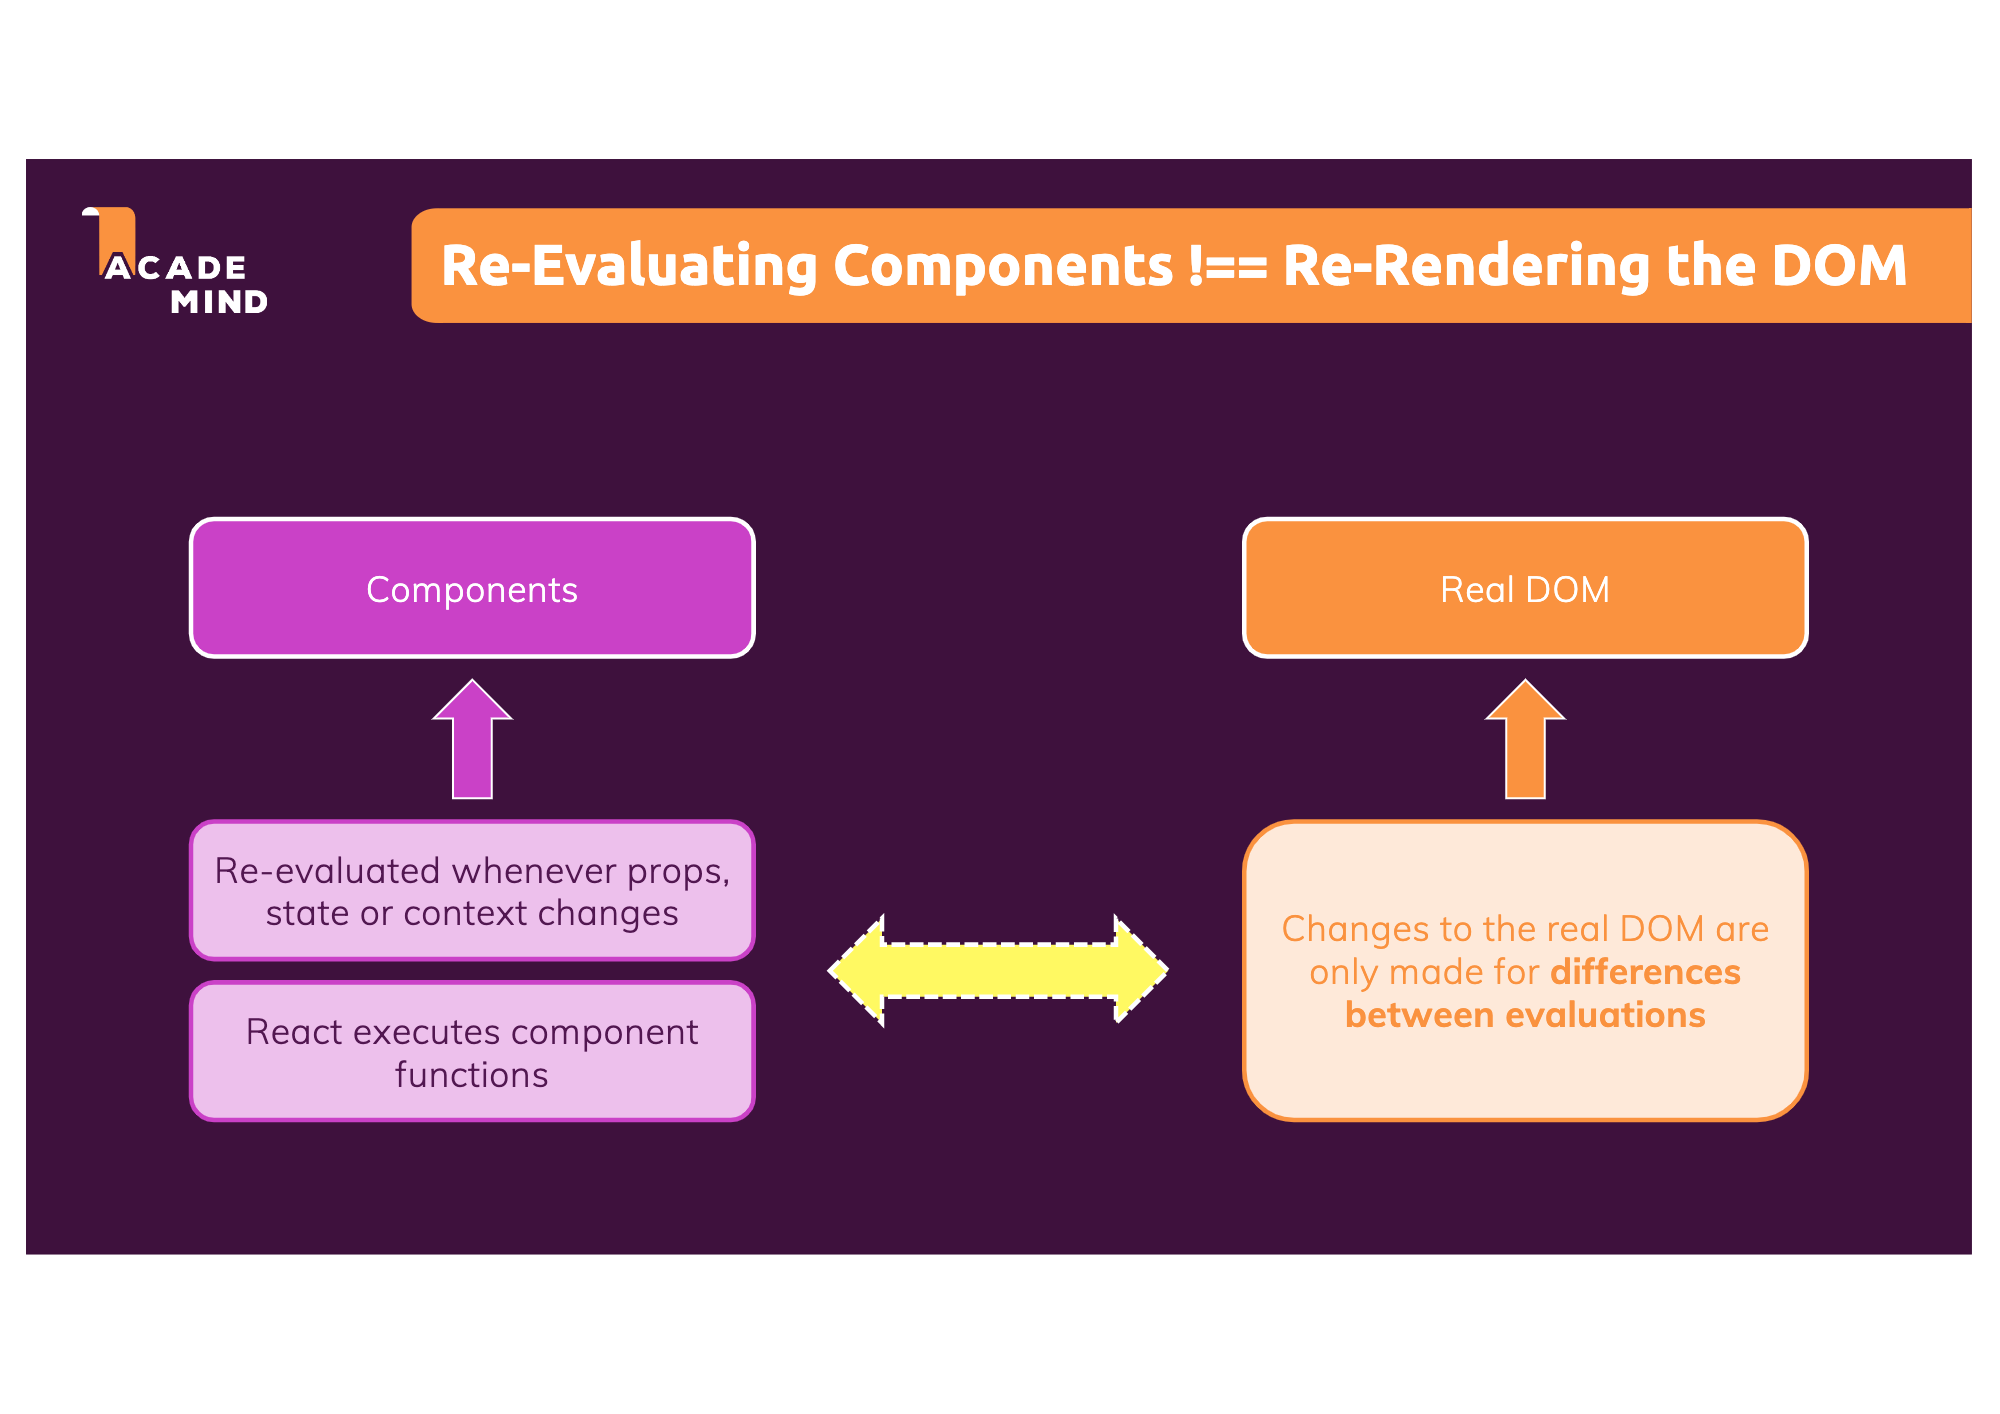 ACADE
MIND
Re-Evaluating Components !== Re-Rendering the DOM
Components
Real DOM
Re-evaluated whenever props,
state or context changes
React executes component
functions
Changes to the real DOM are
only made for differences
between evaluations